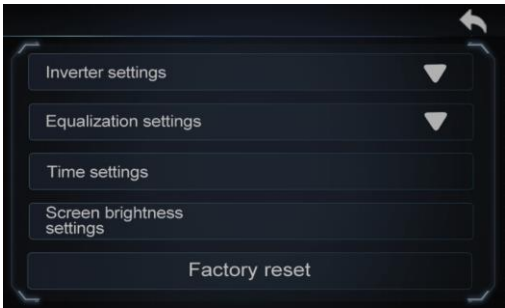 Inverter settings
Equalization settings
Time settings
Screen brightness
settings
Factory reset